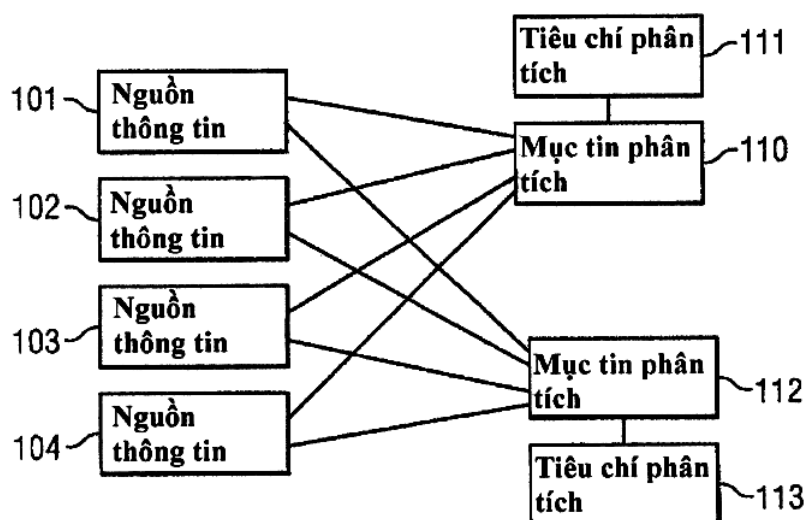 Tiêu chí phân
tích
111
101
Nguồn
thông tin
Mục tin phân
tích
110
102
Nguồn
thông tin
103
Nguồn
thông tin
Mục tin phân
tích
112
104
Nguồn
thông tin
Tiêu chí phân
tích
113